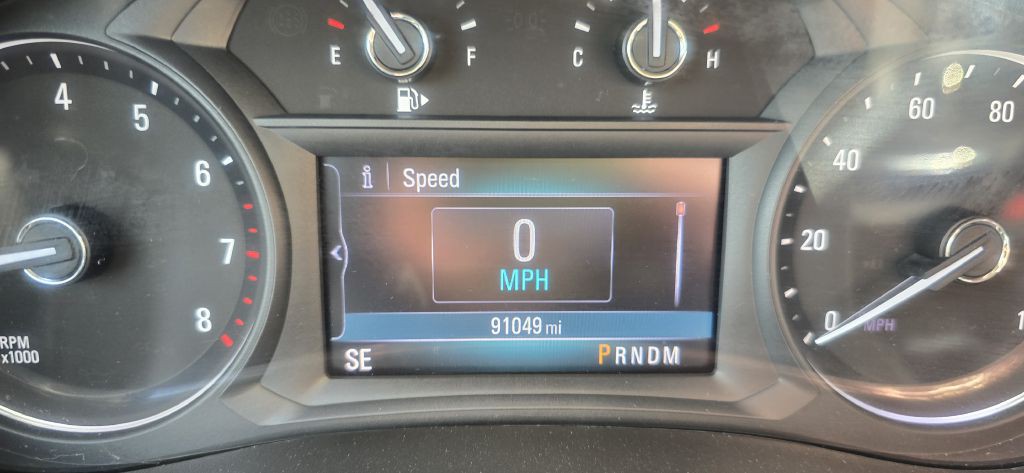 E F C H
4
5
6
7
8
RPM
x1000
i Speed
0
MPH
91049 mi
SE PRNDM
0
20
40
60
80
MPH